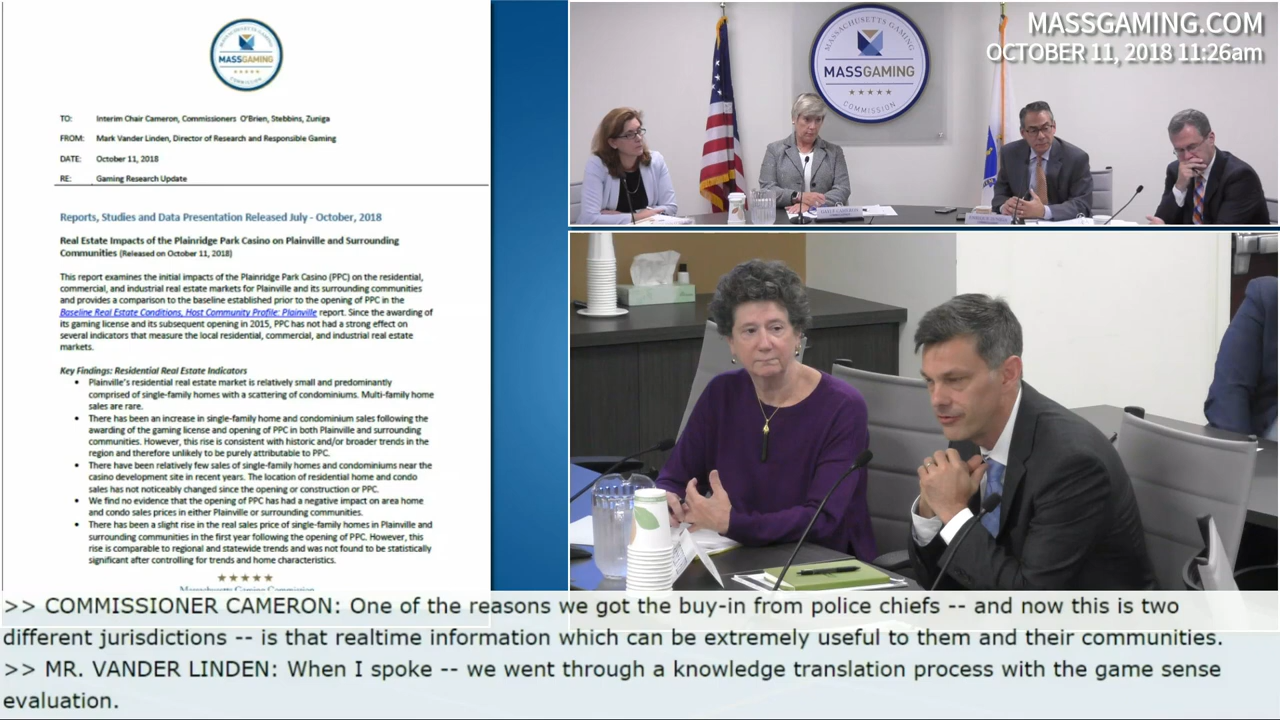 MASSACHUSETTS GAMING
MASSGAMING
★★★★★
COMMISSION
TO: Interim Chair Cameron, Commissioners O'Brien, Stebbins, Zuniga
FROM: Mark Vander Linden, Director of Research and Responsible Gaming
DATE: October 11, 2018
RE: Gaming Research Update
Reports, Studies and Data Presentation Released July - October, 2018
Real Estate Impacts of the Plainridge Park Casino on Plainville and Surrounding
Communities (Released on October 11, 2018)
This report examines the initial impacts of the Plainridge Park Casino (PPC) on the residential,
commercial, and industrial real estate markets for Plainville and its surrounding communities
and provides a comparison to the baseline established prior to the opening of PPC in the
Baseline Real Estate Conditions, Host Community Profile: Plainville report. Since the awarding of
its gaming license and its subsequent opening in 2015, PPC has not had a strong effect on
several indicators that measure the local residential, commercial, and industrial real estate
markets.
Key Findings: Residential Real Estate Indicators
• Plainville's residential real estate market is relatively small and predominantly
comprised of single-family homes with a scattering of condominiums. Multi-family home
sales are rare.
• There has been an increase in single-family home and condominium sales following the
awarding of the gaming license and opening of PPC in both Plainville and surrounding
communities. However, this rise is consistent with historic and/or broader trends in the
region and therefore unlikely to be purely attributable to PPC.
• There have been relatively few sales of single-family homes and condominiums near the
casino development site in recent years. The location of residential home and condo
sales has not noticeably changed since the opening or construction or PPC.
• We find no evidence that the opening of PPC has had a negative impact on area home
and condo sales prices in either Plainville or surrounding communities.
• There has been a slight rise in the real sales price of single-family homes in Plainville and
surrounding communities in the first year following the opening of PPC. However, this
rise is comparable to regional and statewide trends and was not found to be statistically
significant after controlling for trends and home characteristics.
★★★★★
Massachusetts Gaming Commission
MASSGAMING.COM
OCTOBER 11, 2018 11:26am
MASSACHUSETTS GAMING
MASSGAMING
★★★★★
COMMISSION
>> COMMISSIONER CAMERON: One of the reasons we got the buy-in from police chiefs -- and now this is two
different jurisdictions -- is that realtime information which can be extremely useful to them and their communities.
>> MR. VANDER LINDEN: When I spoke -- we went through a knowledge translation process with the game sense
evaluation.